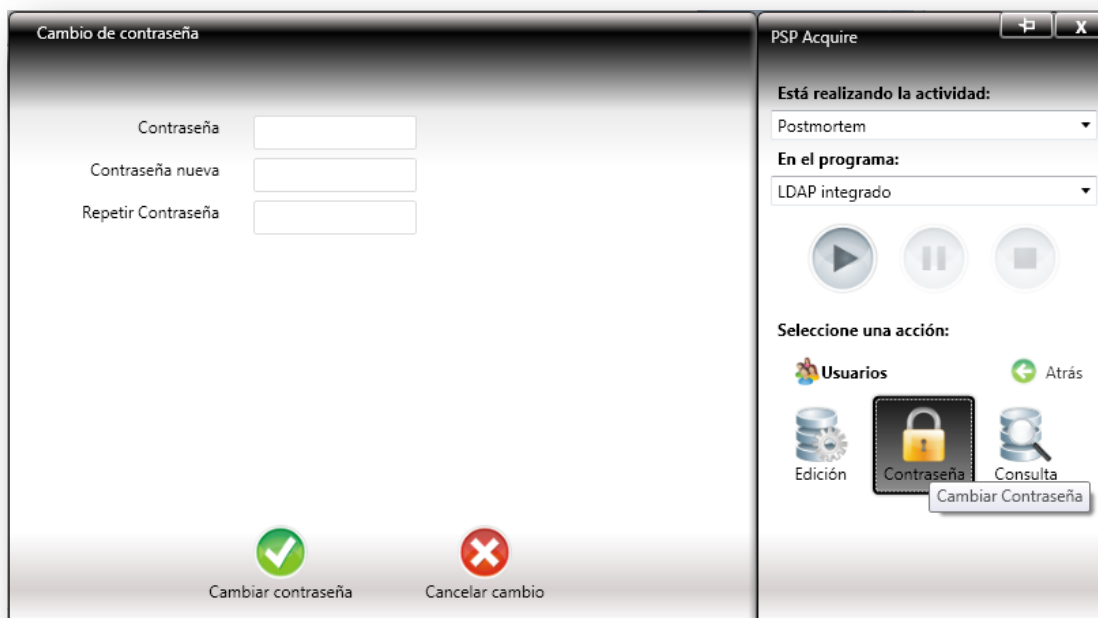 Cambio de contraseña
Contraseña
Contraseña nueva
Repetir Contraseña
Cambiar contraseña
Cancelar cambio
PSP Acquire
X
Está realizando la actividad:
Postmortem
En el programa:
LDAP integrado
Seleccione una acción:
Usuarios
Atrás
Edición
Contraseña
Consulta
Cambiar Contraseña